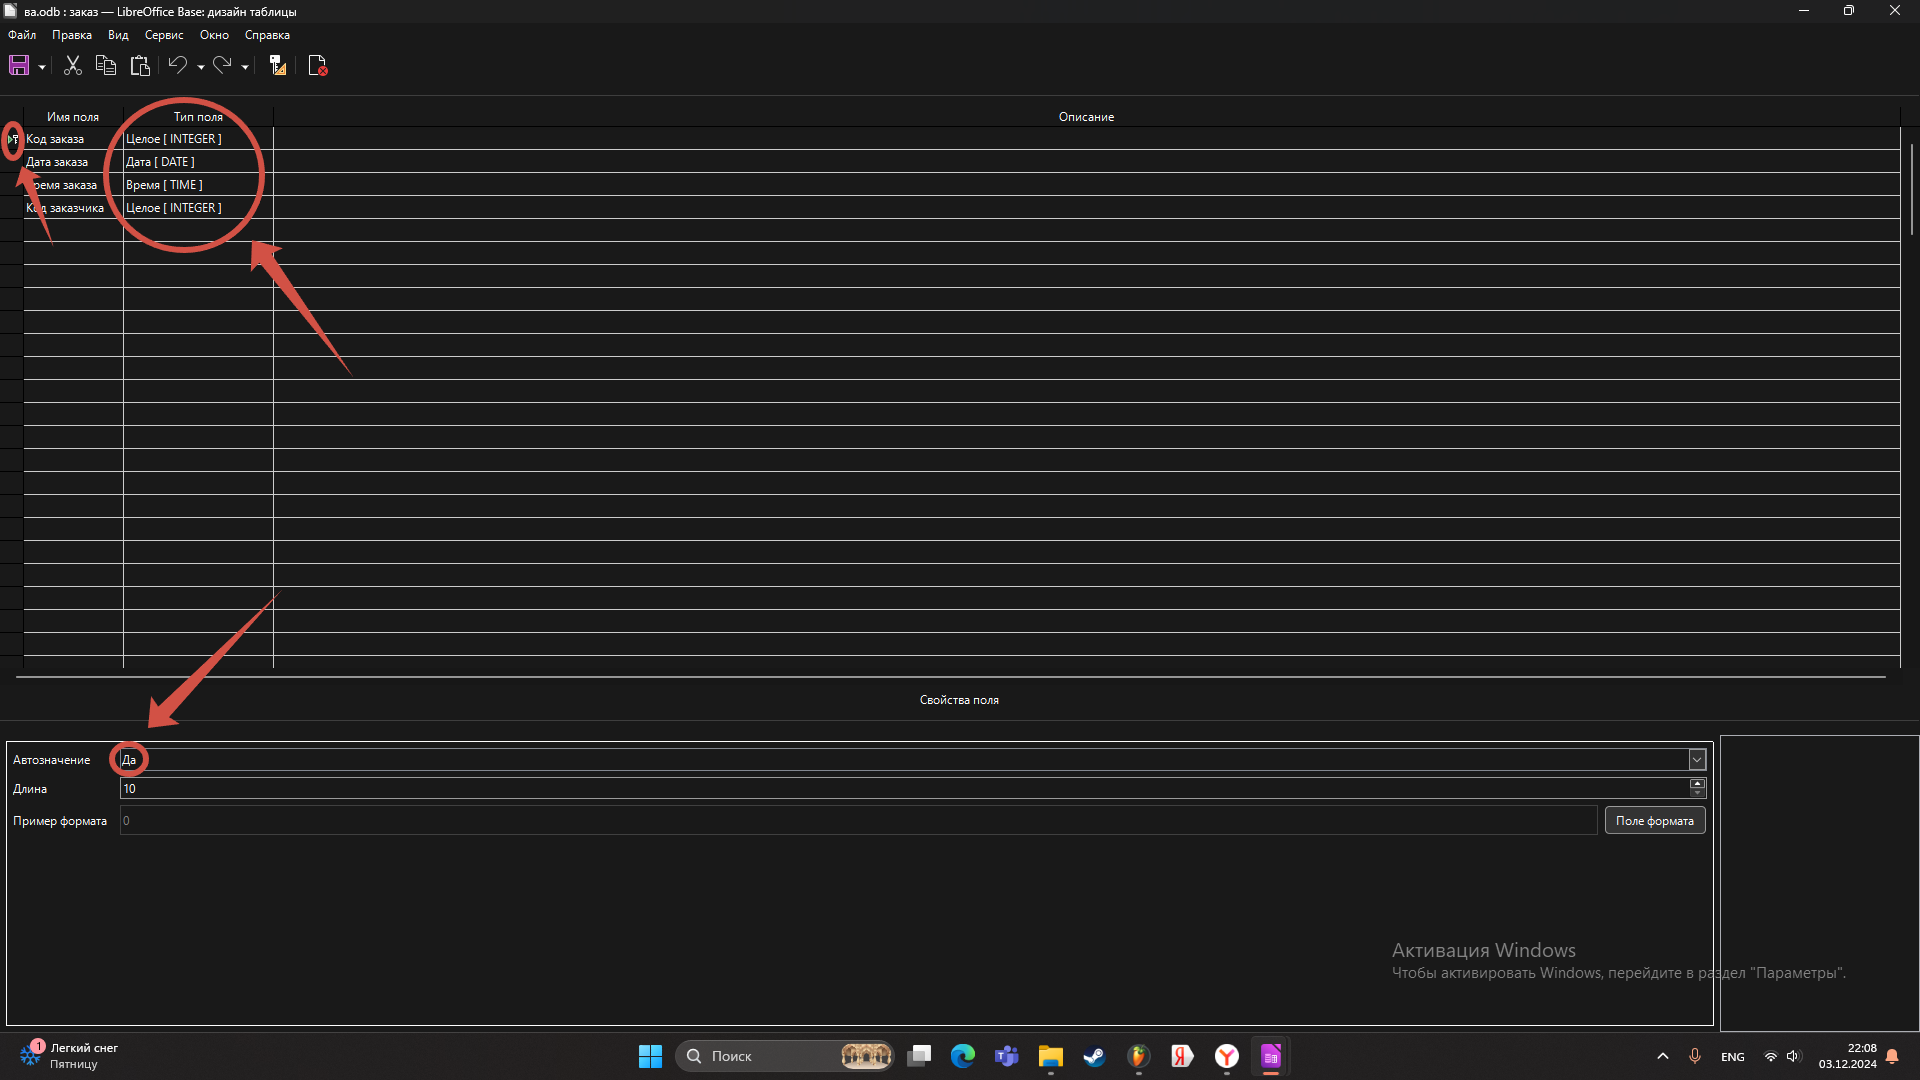 ва.odb : заказ — LibreOffice Base: дизайн таблицы
Файл Правка Вид Сервис Окно Справка
Имя поля Тип поля Описание
Код заказа Целое [ INTEGER ]
Дата заказа Дата [ DATE ]
ремя заказа Время [ TIME ]
Код заказчика Целое [ INTEGER ]
Свойства поля
Автозначение Да
Длина 10
Пример формата 0 Поле формата
Активация Windows
Чтобы активировать Windows, перейдите в раздел "Параметры".
1 Легкий снег
Пятницу
Поиск
ENG
22:08
03.12.2024